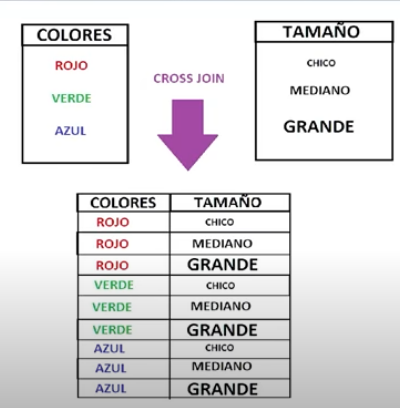 COLORES
ROJO
VERDE
AZUL
CROSS JOIN
TAMAÑO
CHICO
MEDIANO
GRANDE
COLORES TAMAÑO
ROJO CHICO
ROJO MEDIANO
ROJO GRANDE
VERDE CHICO
VERDE MEDIANO
VERDE GRANDE
AZUL CHICO
AZUL MEDIANO
AZUL GRANDE